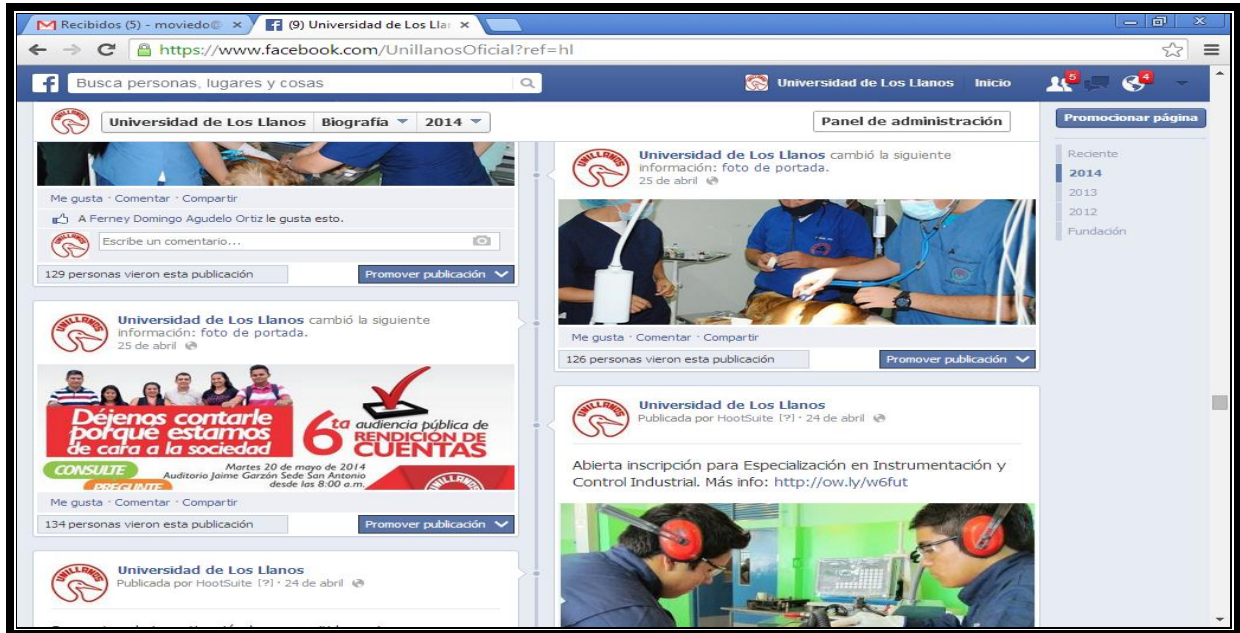 Recibidos (5) - moviedo@
(9) Universidad de Los Lla
https://www.facebook.com/UnillanosOficial?ref=hl
Busca personas, lugares y cosas
Universidad de Los Llanos Inicio
5
4
Universidad de Los Llanos Biografía 2014
Panel de administración
Promocionar página
Reciente
2014
2013
2012
Fundación
Me gusta · Comentar · Compartir
A Ferney Domingo Agudelo Ortiz le gusta esto.
Escribe un comentario...
129 personas vieron esta publicación
Promover publicación
UNILLANOS
Universidad de Los Llanos cambió la siguiente
información: foto de portada.
25 de abril
Déjenos contarle
porqué estamos
de cara a la sociedad
6ta audiencia pública de
RENDICIÓN DE
CUENTAS
CONSULTE
PREGUNTE
Martes 20 de mayo de 2014
Auditorio Jaime Garzón Sede San Antonio
desde las 8:00 a.m.
UNILLANOS
Me gusta · Comentar · Compartir
134 personas vieron esta publicación
Promover publicación
UNILLANOS
Universidad de Los Llanos
Publicada por HootSuite [?] · 24 de abril
UNILLANOS
Universidad de Los Llanos cambió la siguiente
información: foto de portada.
25 de abril
Me gusta · Comentar · Compartir
126 personas vieron esta publicación
Promover publicación
UNILLANOS
Universidad de Los Llanos
Publicada por HootSuite [?] · 24 de abril
Abierta inscripción para Especialización en Instrumentación y
Control Industrial. Más info: http://ow.ly/w6fut